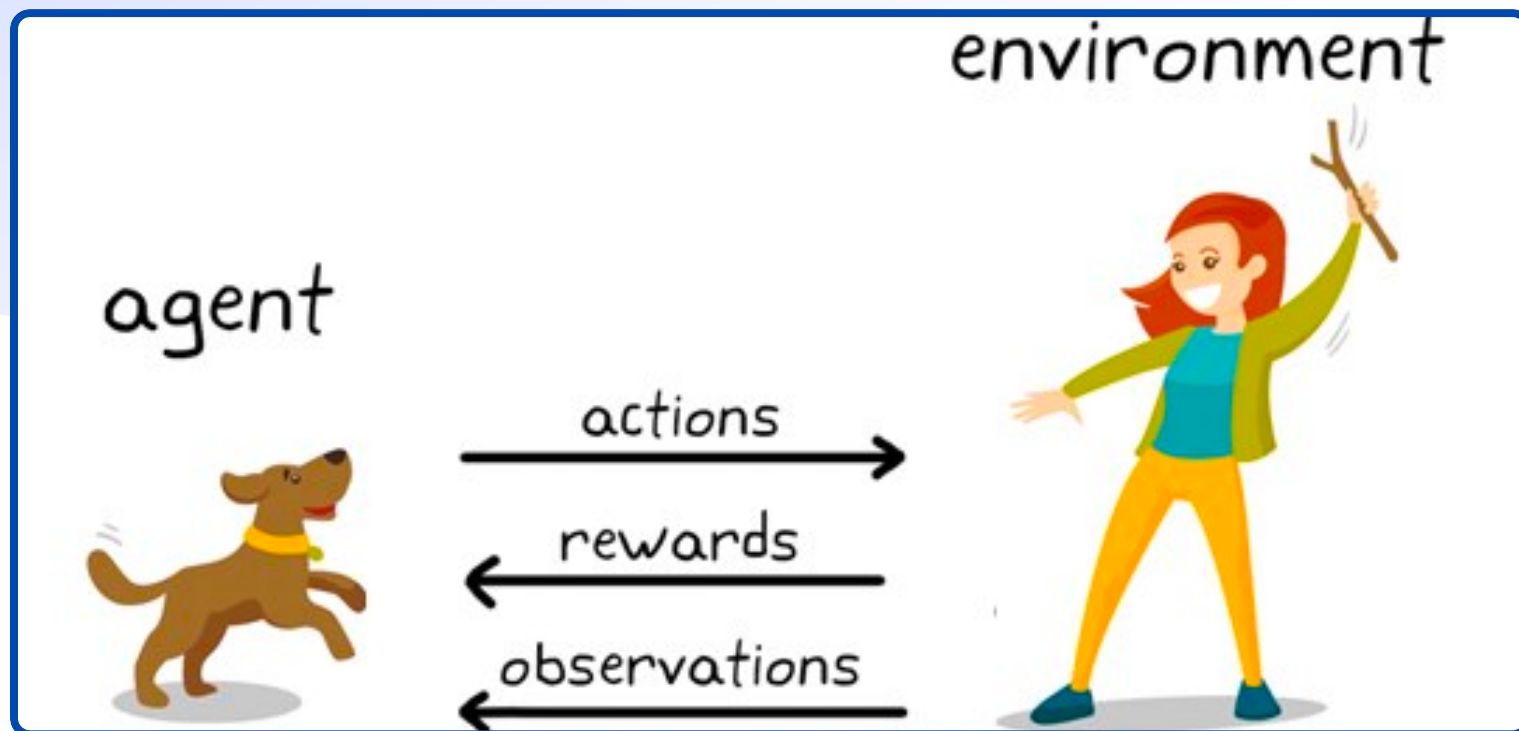 environment
agent
actions
rewards
observations